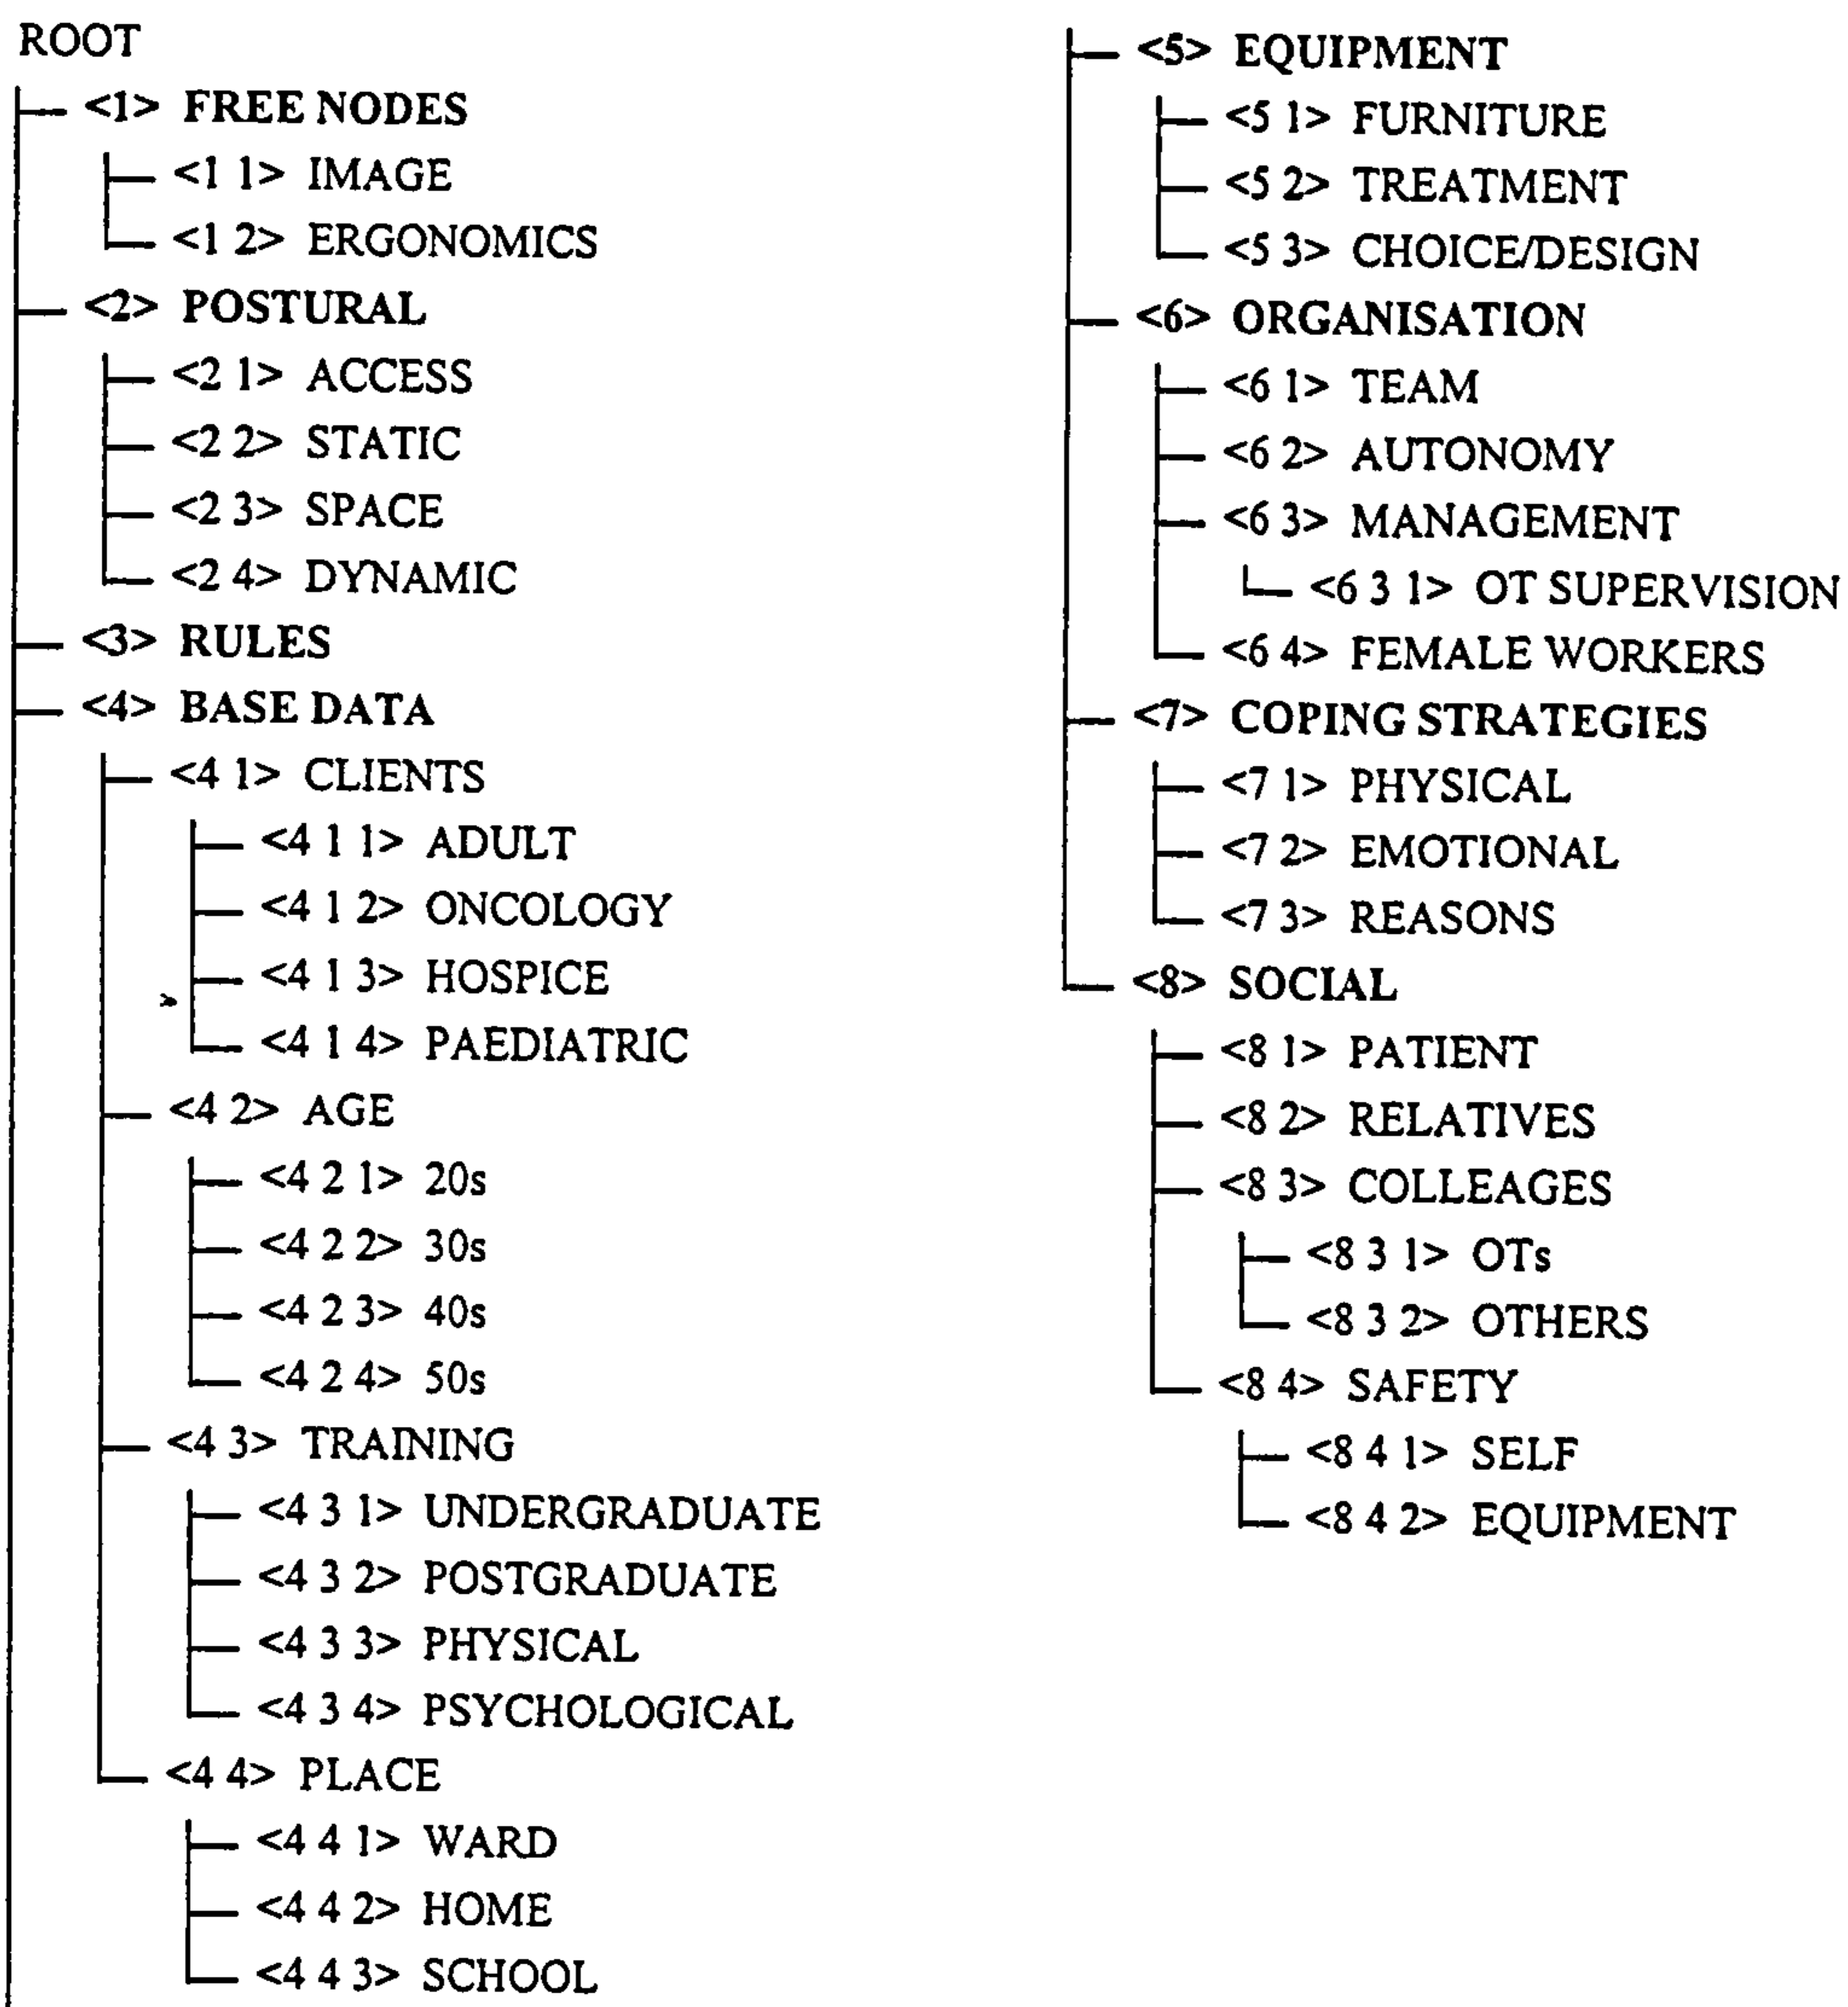 ROOT
<1> FREE NODES
<1 1> IMAGE
<1 2> ERGONOMICS
<2> POSTURAL
<2 1> ACCESS
<2 2> STATIC
<2 3> SPACE
<2 4> DYNAMIC
<3> RULES
<4> BASE DATA
<4 1> CLIENTS
<4 1 1> ADULT
<4 1 2> ONCOLOGY
<4 1 3> HOSPICE
<4 1 4> PAEDIATRIC
<4 2> AGE
<4 2 1> 20s
<4 2 2> 30s
<4 2 3> 40s
<4 2 4> 50s
<4 3> TRAINING
<4 3 1> UNDERGRADUATE
<4 3 2> POSTGRADUATE
<4 3 3> PHYSICAL
<4 3 4> PSYCHOLOGICAL
<4 4> PLACE
<4 4 1> WARD
<4 4 2> HOME
<4 4 3> SCHOOL
<5> EQUIPMENT
<5 1> FURNITURE
<5 2> TREATMENT
<5 3> CHOICE/DESIGN
<6> ORGANISATION
<6 1> TEAM
<6 2> AUTONOMY
<6 3> MANAGEMENT
<6 3 1> OT SUPERVISION
<6 4> FEMALE WORKERS
<7> COPING STRATEGIES
<7 1> PHYSICAL
<7 2> EMOTIONAL
<7 3> REASONS
<8> SOCIAL
<8 1> PATIENT
<8 2> RELATIVES
<8 3> COLLEAGES
<8 3 1> OTs
<8 3 2> OTHERS
<8 4> SAFETY
<8 4 1> SELF
<8 4 2> EQUIPMENT